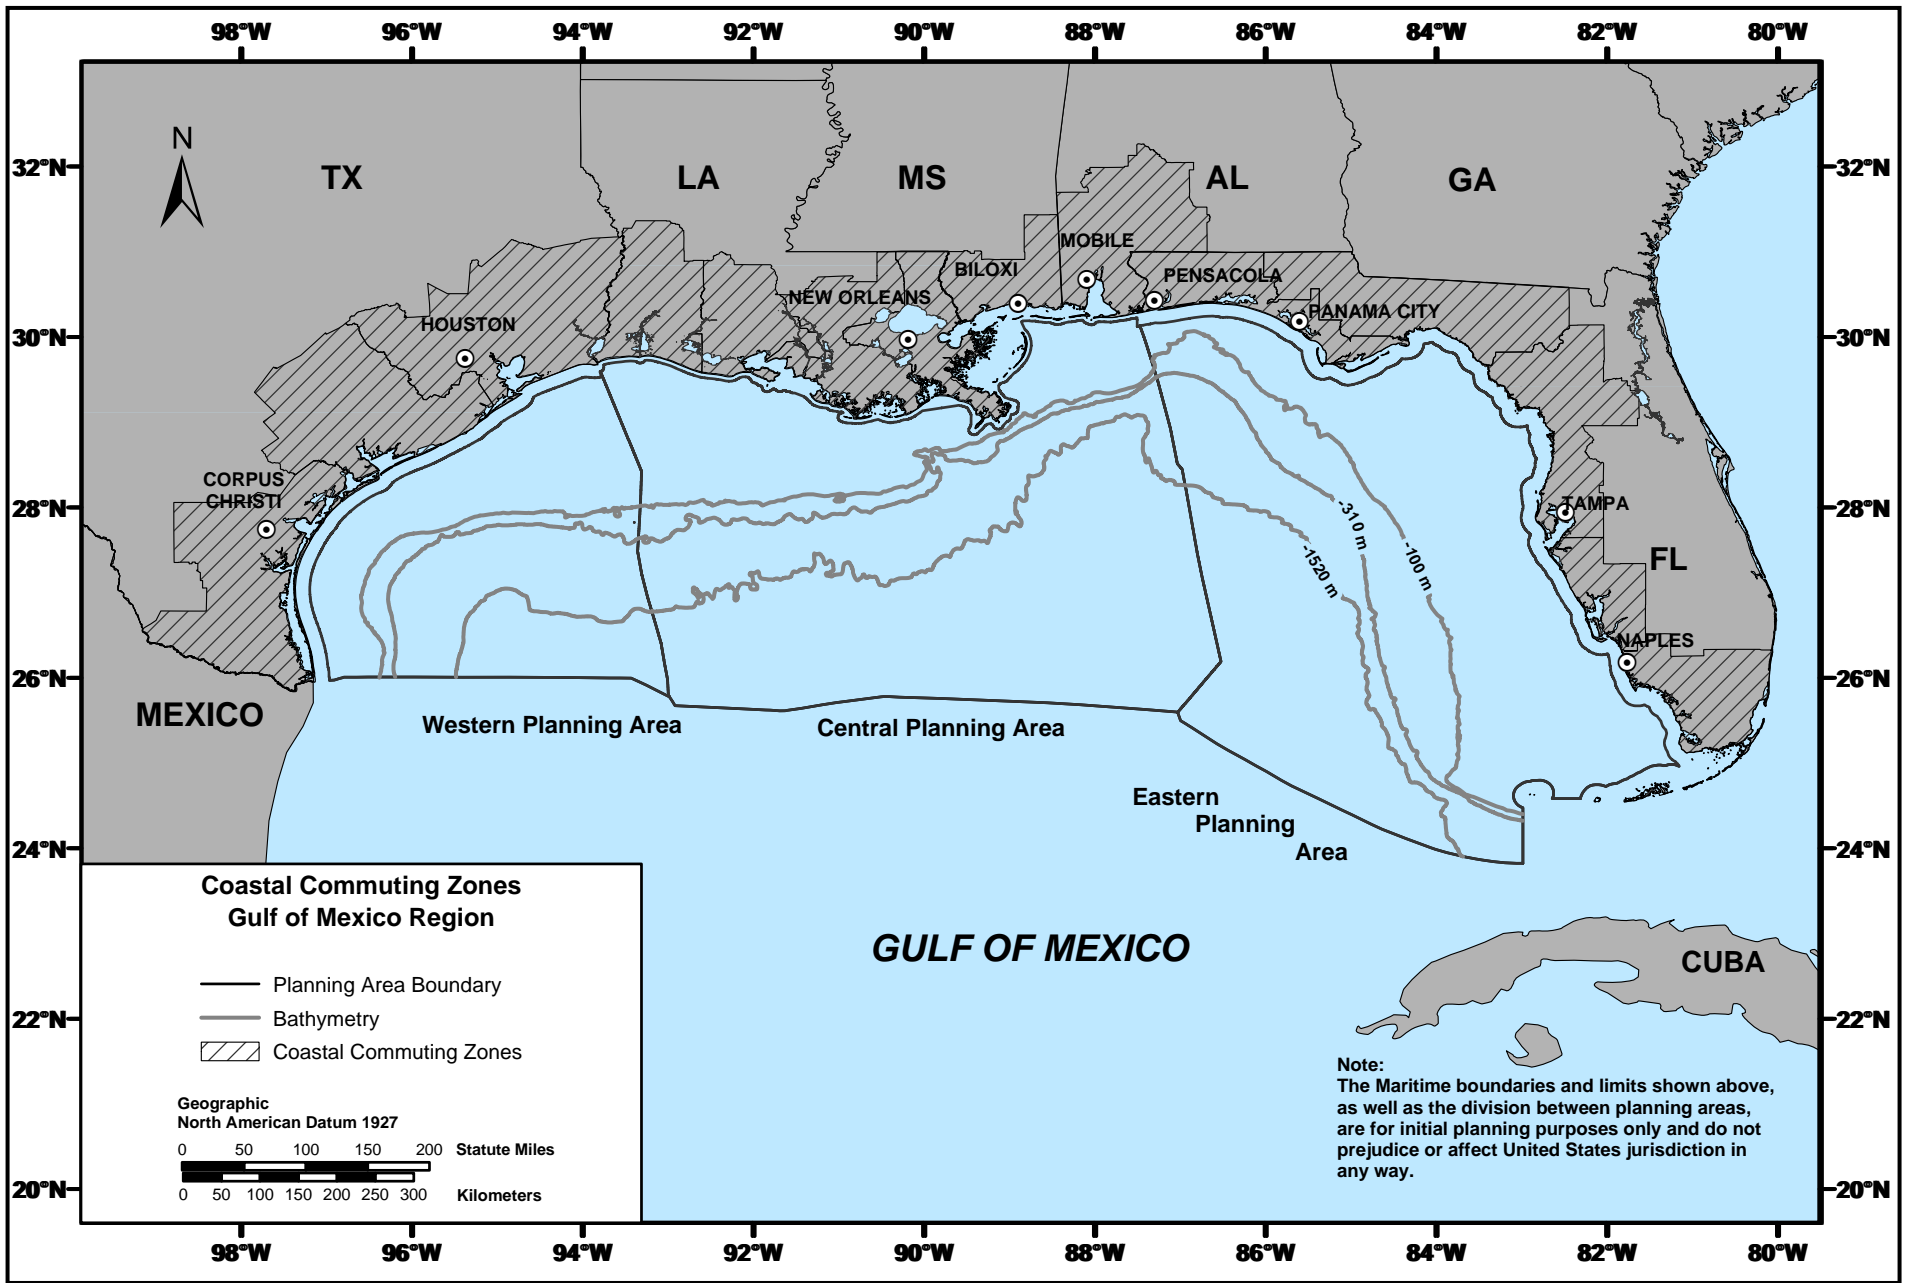 98°W 96°W 94°W 92°W 90°W 88°W 86°W 84°W 82°W 80°W
N
32°N 32°N
TX LA MS AL GA
MOBILE
BILOXI
PENSACOLA
NEW ORLEANS
PANAMA CITY
HOUSTON
30°N 30°N
CORPUS
CHRISTI
28°N 28°N
TAMPA
-310 m
-100 m
-1520 m
FL
NAPLES
26°N 26°N
MEXICO
Western Planning Area
Central Planning Area
Eastern
Planning
Area
24°N 24°N
Coastal Commuting Zones
Gulf of Mexico Region
GULF OF MEXICO
CUBA
Planning Area Boundary
Bathymetry
Coastal Commuting Zones
22°N 22°N
Note:
The Maritime boundaries and limits shown above,
as well as the division between planning areas,
are for initial planning purposes only and do not
prejudice or affect United States jurisdiction in
any way.
Geographic
North American Datum 1927
0 50 100 150 200 Statute Miles
0 50 100 150 200 250 300 Kilometers
20°N 20°N
98°W 96°W 94°W 92°W 90°W 88°W 86°W 84°W 82°W 80°W